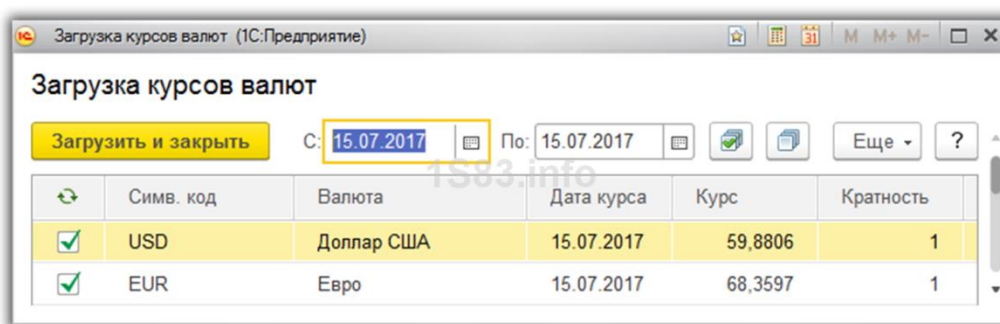 1С Загрузка курсов валют (1С:Предприятие) 31 M M+ M-
Загрузка курсов валют
Загрузить и закрыть С: 15.07.2017 По: 15.07.2017 Еще ?
1S83.info
Симв. код Валюта Дата курса Курс Кратность
USD Доллар США 15.07.2017 59,8806 1
EUR Евро 15.07.2017 68,3597 1